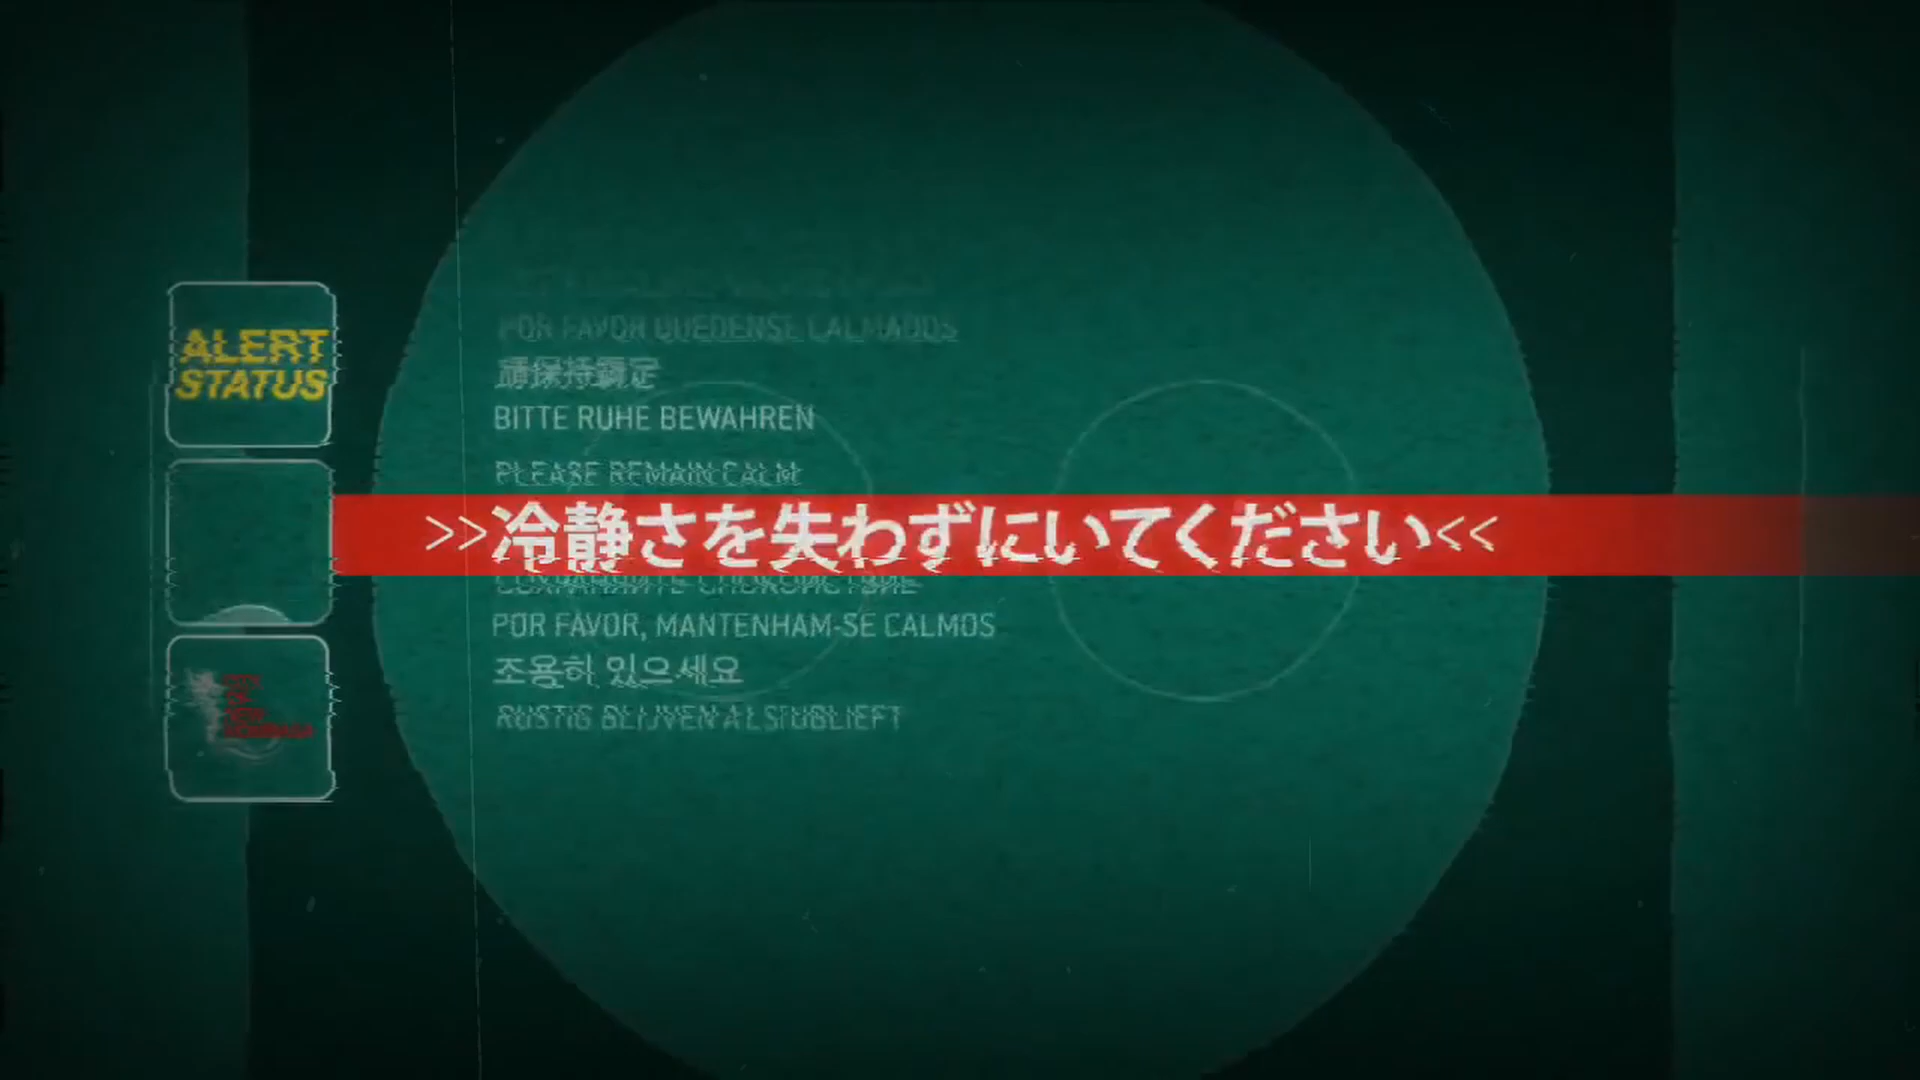 ALERT
STATUS
POR FAVOR QUEDENSE CALMADOS
請保持鎮定
BITTE RUHE BEWAHREN
PLEASE REMAIN CALM
>>冷静さを失わずにいてください<<
POR FAVOR, MANTENHAM-SE CALMOS
조용히 있으세요
RUSTIG BLIJVEN ALSTUBLIEFT